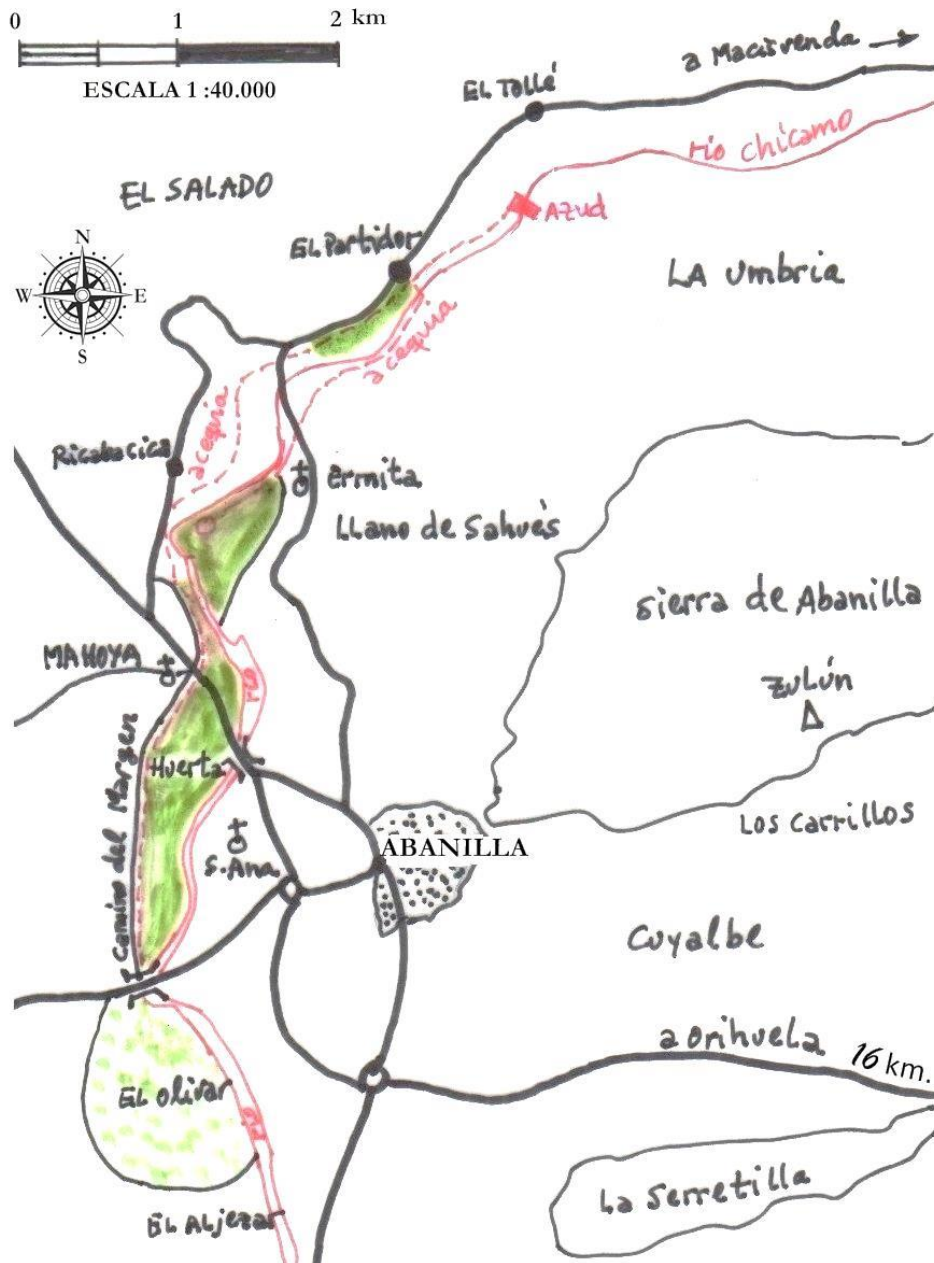 0 1 2 km
ESCALA 1 :40.000
a Macisvenda
EL Tollé
río Chícamo
EL SALADO
Azud
EL Partidor
N
W E
S
LA Umbria
acequia
acequia
Ricabacica
Ermita
LLano de Sahués
Sierra de Abanilla
MAHOYA
ZULÚN
río
Huerta
Los Carrillos
Camino del Margen
S. Ana
ABANILLA
Cuyalbe
a Orihuela
16 km.
EL Olivar
La Serretilla
EL ALjezar